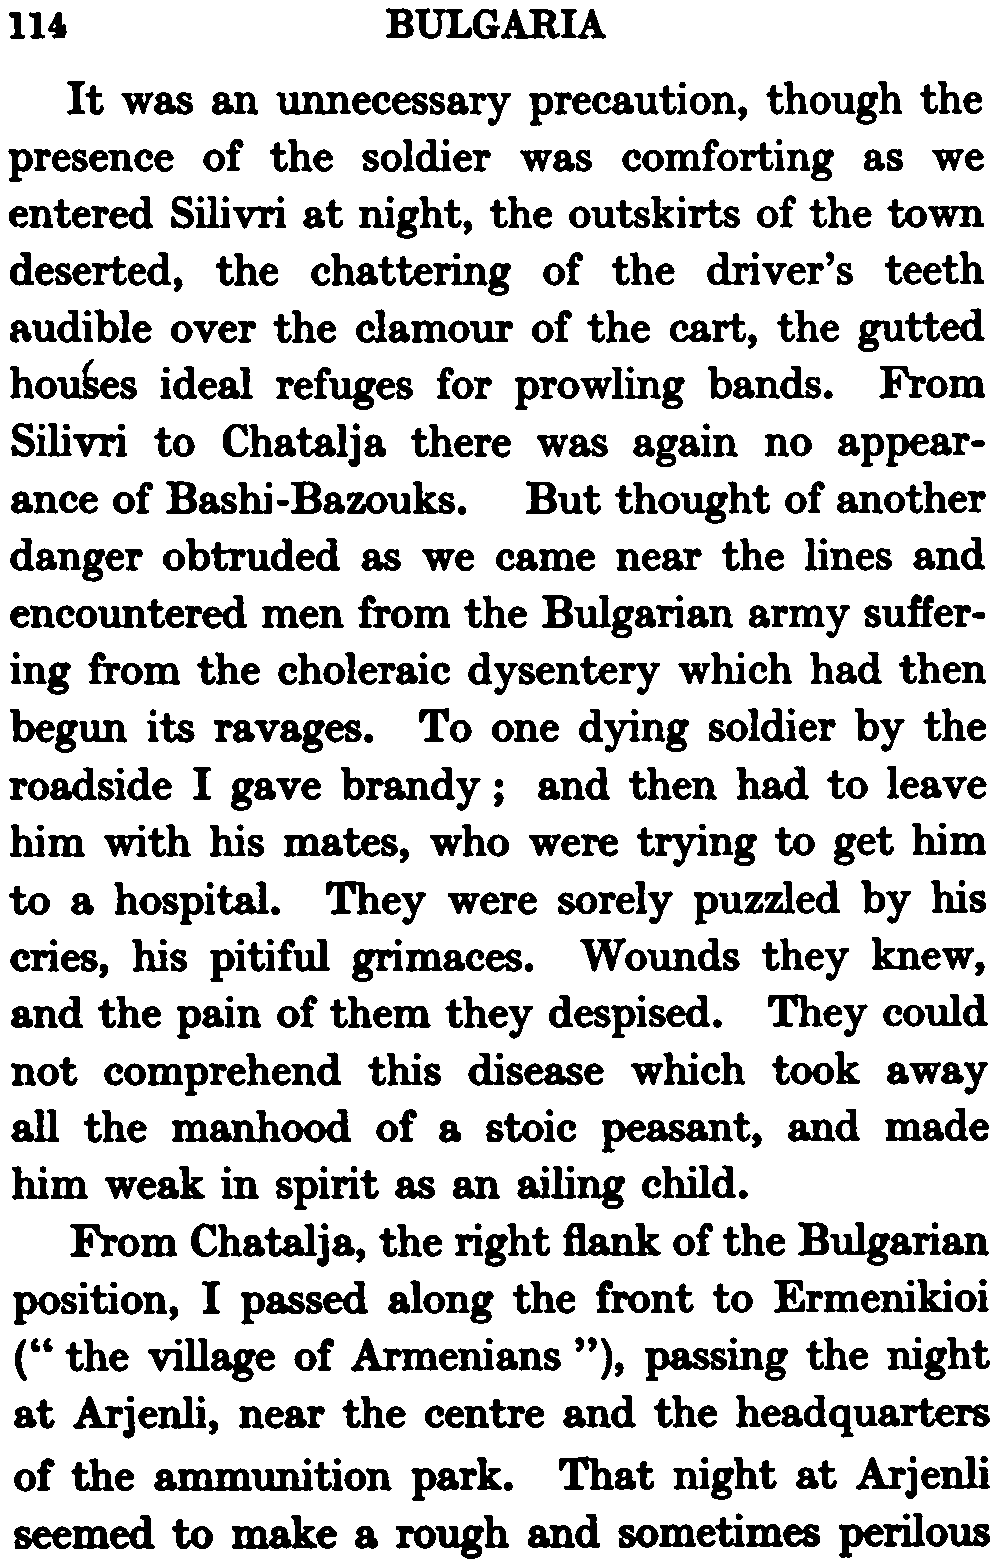 114 BULGARIA
It was an unnecessary precaution, though the
presence of the soldier was comforting as we
entered Silivri at night, the outskirts of the town
deserted, the chattering of the driver's teeth
audible over the clamour of the cart, the gutted
houses ideal refuges for prowling bands. From
Silivri to Chatalja there was again no appear-
ance of Bashi-Bazouks. But thought of another
danger obtruded as we came near the lines and
encountered men from the Bulgarian army suffer-
ing from the choleraic dysentery which had then
begun its ravages. To one dying soldier by the
roadside I gave brandy ; and then had to leave
him with his mates, who were trying to get him
to a hospital. They were sorely puzzled by his
cries, his pitiful grimaces. Wounds they knew,
and the pain of them they despised. They could
not comprehend this disease which took away
all the manhood of a stoic peasant, and made
him weak in spirit as an ailing child.
From Chatalja, the right flank of the Bulgarian
position, I passed along the front to Ermenikioi
(“ the village of Armenians ”), passing the night
at Arjenli, near the centre and the headquarters
of the ammunition park. That night at Arjenli
seemed to make a rough and sometimes perilous